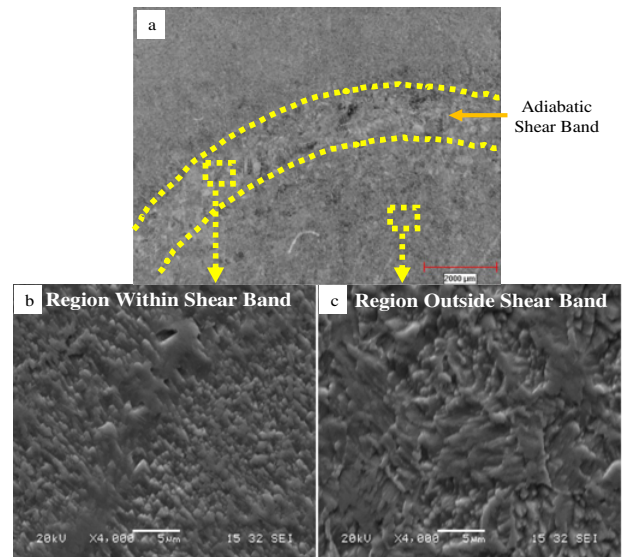 a
Adiabatic
Shear Band
2000 µm
b Region Within Shear Band
c Region Outside Shear Band
20kV X4,000 5µm 15 32 SEI
20kV X4,000 5µm 15 32 SEI